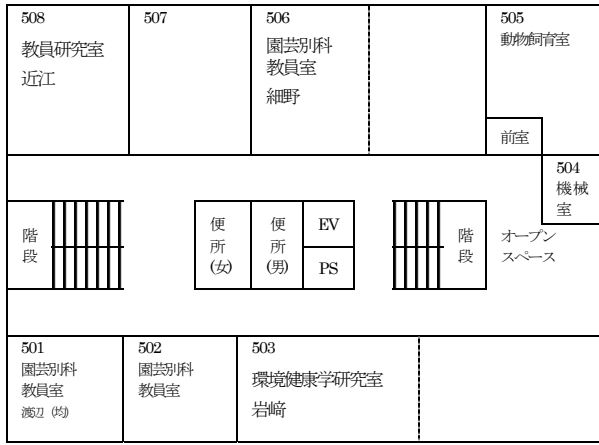 508
教員研究室
近江
507
506
園芸別科
教員室
細野
505
動物飼育室
前室
504
機械
室
階
段
便
所
(女)
便
所
(男)
EV
PS
階
段
オープン
スペース
501
園芸別科
教員室
渡辺 (均)
502
園芸別科
教員室
503
環境健康学研究室
岩﨑